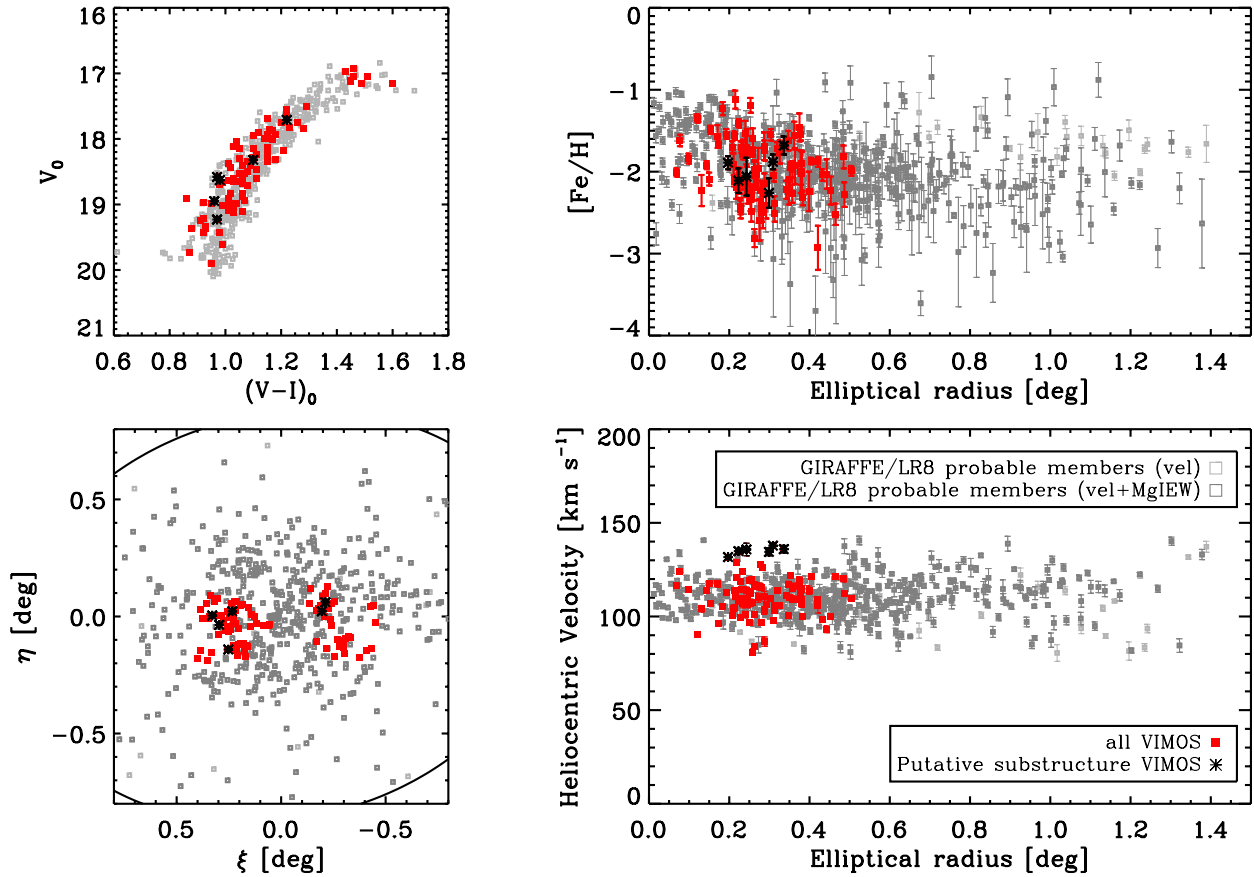 16
17
18
19
20
21
V₀
0.6 0.8 1.0 1.2 1.4 1.6 1.8
(V−I)₀
0
−1
−2
−3
−4
[Fe/H]
0.0 0.2 0.4 0.6 0.8 1.0 1.2 1.4
Elliptical radius [deg]
0.5
0.0
−0.5
η [deg]
0.5 0.0 −0.5
ξ [deg]
200
150
100
50
0
Heliocentric Velocity [km s⁻¹]
GIRAFFE/LR8 probable members (vel)
GIRAFFE/LR8 probable members (vel+MgIEW)
all VIMOS
Putative substructure VIMOS
0.0 0.2 0.4 0.6 0.8 1.0 1.2 1.4
Elliptical radius [deg]